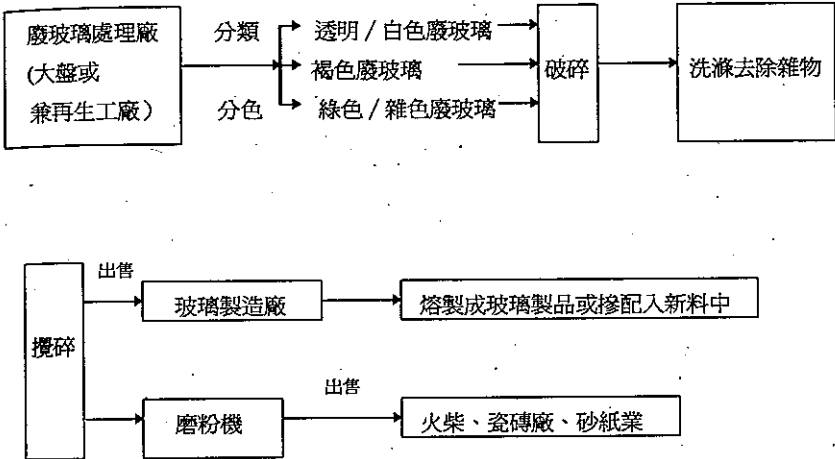 廢玻璃處理廠
(大盤或
兼再生工廠）
分類
分色
透明 / 白色廢玻璃
褐色廢玻璃
綠色 / 雜色廢玻璃
破碎
洗滌去除雜物
攪碎
出售
玻璃製造廠
熔製成玻璃製品或摻配入新料中
磨粉機
出售
火柴、瓷磚廠、砂紙業